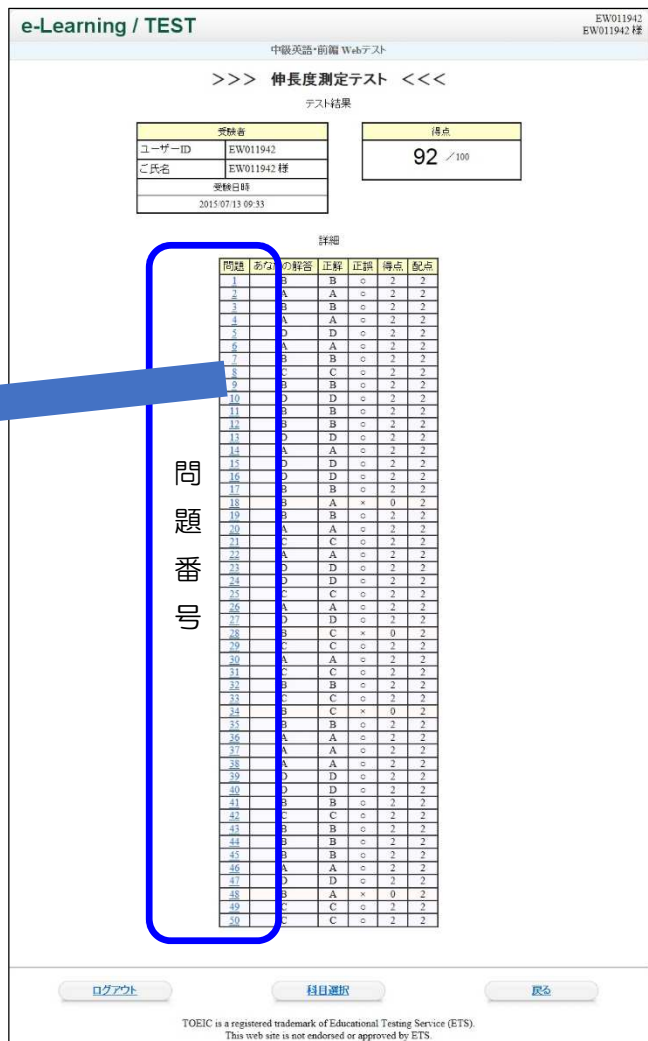 e-Learning / TEST
EW011942
EW011942 様
中級英語・前編 Webテスト
>>> 伸長度測定テスト <<<
テスト結果
受験者
ユーザーID EW011942
ご氏名 EW011942 様
受験日時
2015/07/13 09:33
得点
92 /100
詳細
問題 あなたの解答 正解 正誤 得点 配点
1 B B ○ 2 2
2 A A ○ 2 2
3 B B ○ 2 2
4 A A ○ 2 2
5 D D ○ 2 2
6 A A ○ 2 2
7 B B ○ 2 2
8 C C ○ 2 2
9 B B ○ 2 2
10 D D ○ 2 2
11 B B ○ 2 2
12 B B ○ 2 2
13 D D ○ 2 2
14 A A ○ 2 2
15 D D ○ 2 2
16 D D ○ 2 2
17 B B ○ 2 2
18 B A × 0 2
19 B B ○ 2 2
20 A A ○ 2 2
21 C C ○ 2 2
22 A A ○ 2 2
23 D D ○ 2 2
24 D D ○ 2 2
25 C C ○ 2 2
26 A A ○ 2 2
27 D D ○ 2 2
28 B C × 0 2
29 C C ○ 2 2
30 A A ○ 2 2
31 C C ○ 2 2
32 B B ○ 2 2
33 C C ○ 2 2
34 B C × 0 2
35 B B ○ 2 2
36 A A ○ 2 2
37 A A ○ 2 2
38 A A ○ 2 2
39 D D ○ 2 2
40 D D ○ 2 2
41 B B ○ 2 2
42 C C ○ 2 2
43 B B ○ 2 2
44 B B ○ 2 2
45 B B ○ 2 2
46 A A ○ 2 2
47 D D ○ 2 2
48 B A × 0 2
49 C C ○ 2 2
50 C C ○ 2 2
問題番号
ログアウト
科目選択
戻る
TOEIC is a registered trademark of Educational Testing Service (ETS).
This web site is not endorsed or approved by ETS.